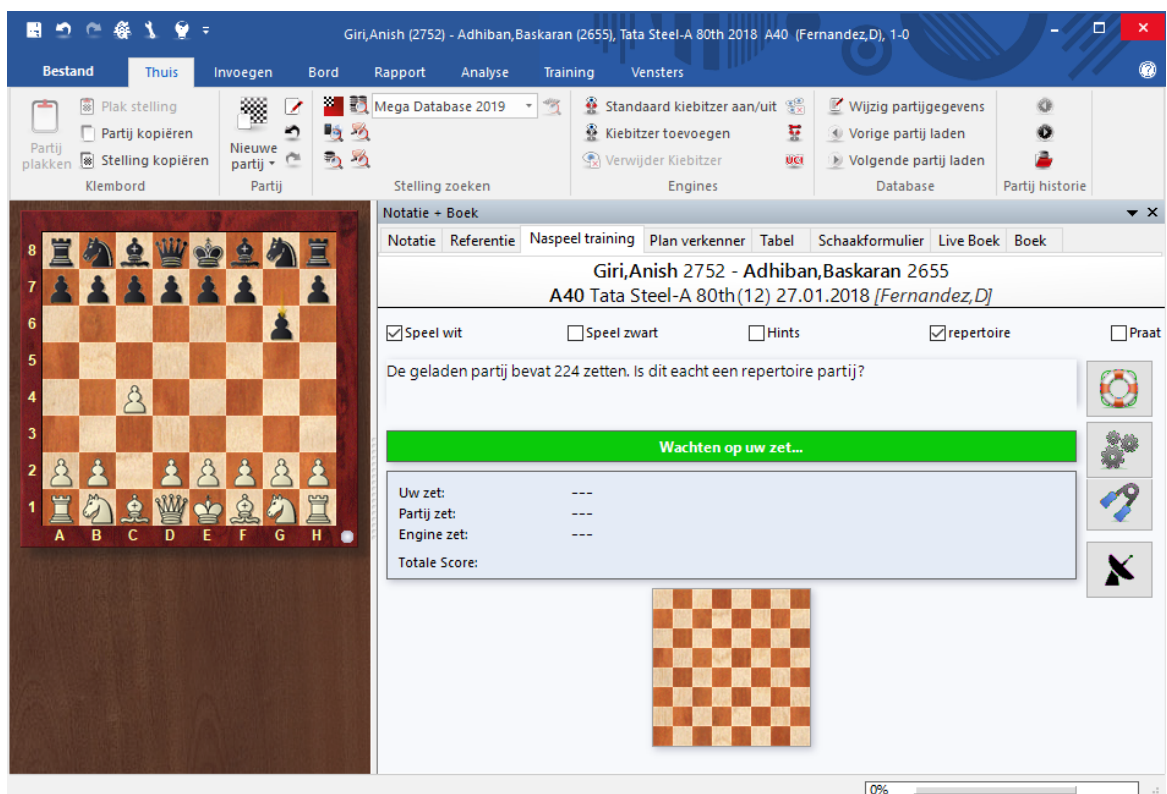 Giri,Anish (2752) - Adhiban,Baskaran (2655), Tata Steel-A 80th 2018 A40 (Fernandez,D), 1-0
Bestand Thuis Invoegen Bord Rapport Analyse Training Vensters
Partij plakken
Plak stelling
Partij kopiëren
Stelling kopiëren
Klembord
Nieuwe partij
Partij
Mega Database 2019
Stelling zoeken
Standaard kiebitzer aan/uit
Kiebitzer toevoegen
Verwijder Kiebitzer
UCI
Engines
Wijzig partijgegevens
Vorige partij laden
Volgende partij laden
Database
Partij historie
8
7
6
5
4
3
2
1
A B C D E F G H
Notatie + Boek
Notatie Referentie Naspeel training Plan verkenner Tabel Schaakformulier Live Boek Boek
Giri,Anish 2752 - Adhiban,Baskaran 2655
A40 Tata Steel-A 80th(12) 27.01.2018 [Fernandez,D]
Speel wit Speel zwart Hints repertoire Praat
De geladen partij bevat 224 zetten. Is dit eacht een repertoire partij?
Wachten op uw zet...
Uw zet: ---
Partij zet: ---
Engine zet: ---
Totale Score:
0%